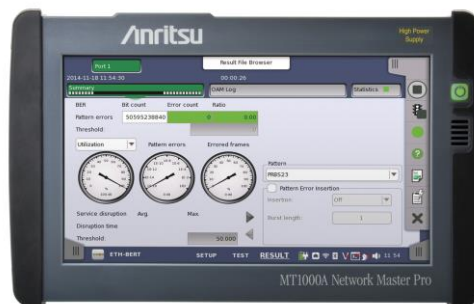 Anritsu
High Power
Supply
Port 1
Result File Browser
2014-11-18 11:54:30 00:00:26
Summary OAM Log Statistics
BER Bit count Error count Ratio
Pattern errors 50505238840 0 0.00
Threshold 0
Utilization Pattern errors Errored frames
Pattern
PRBS23
Pattern Error Insertion
Insertion Off
Burst length: 1
Service disruption Avg. Max
Disruption time
Threshold 50.000
ETH-BERT SETUP TEST RESULT 11 54
MT1000A Network Master Pro